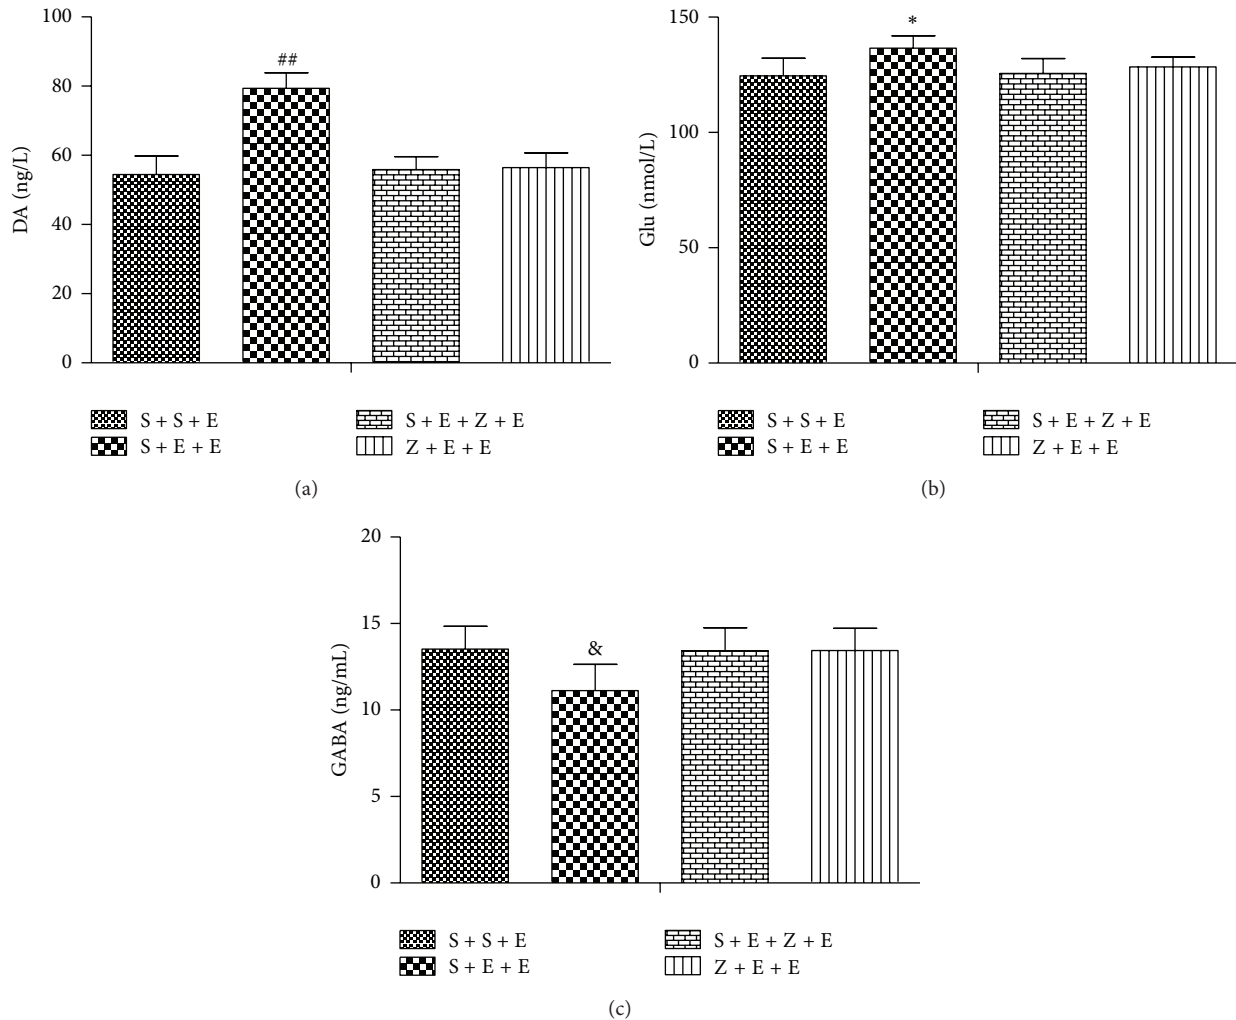 100
80
60
40
20
0
DA (ng/L)
##
S + S + E
S + E + E
S + E + Z + E
Z + E + E
(a)
150
100
50
0
Glu (nmol/L)
*
S + S + E
S + E + E
S + E + Z + E
Z + E + E
(b)
20
15
10
5
0
GABA (ng/mL)
&
S + S + E
S + E + E
S + E + Z + E
Z + E + E
(c)